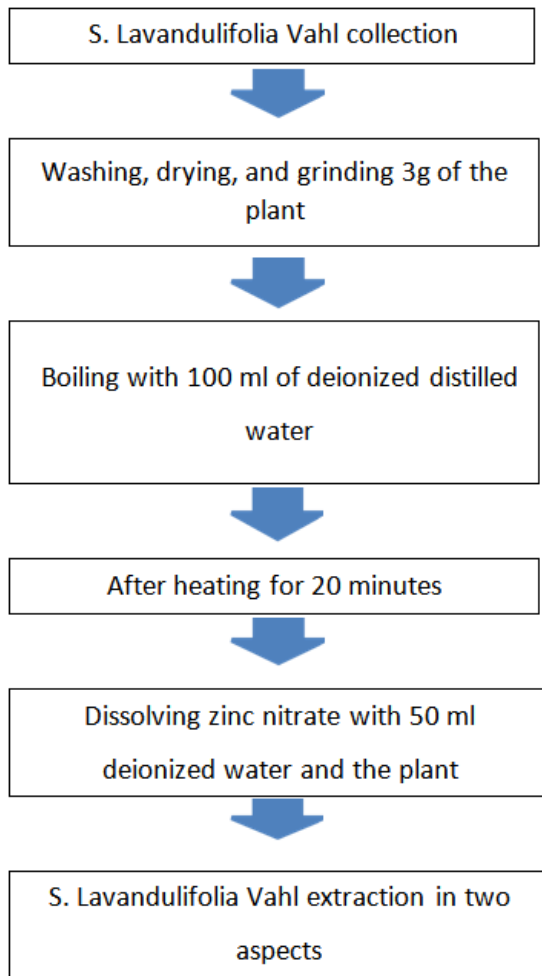 S. Lavandulifolia Vahl collection
Washing, drying, and grinding 3g of the
plant
Boiling with 100 ml of deionized distilled
water
After heating for 20 minutes
Dissolving zinc nitrate with 50 ml
deionized water and the plant
S. Lavandulifolia Vahl extraction in two
aspects